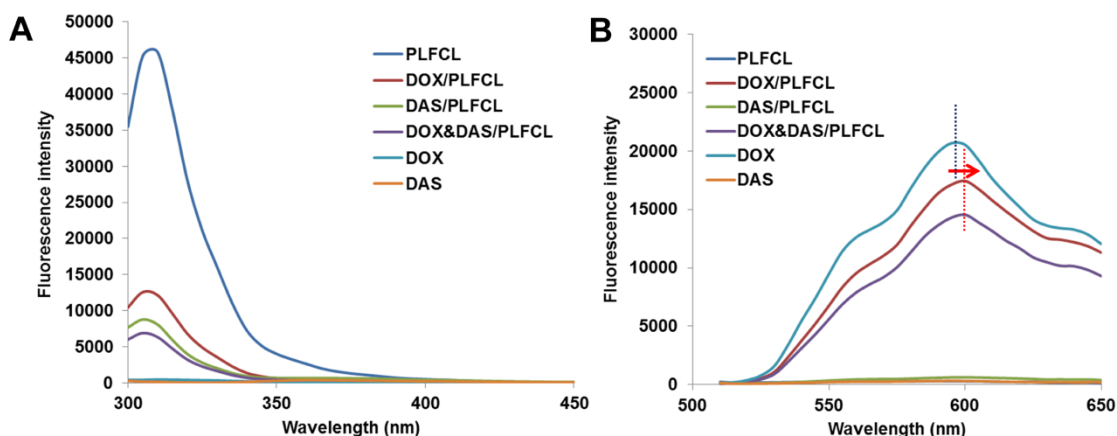 A
Fluorescence intensity
50000
45000
40000
35000
30000
25000
20000
15000
10000
5000
0
300
350
400
450
Wavelength (nm)
PLFCL
DOX/PLFCL
DAS/PLFCL
DOX&DAS/PLFCL
DOX
DAS
B
Fluorescence intensity
30000
25000
20000
15000
10000
5000
0
500
550
600
650
Wavelength (nm)
PLFCL
DOX/PLFCL
DAS/PLFCL
DOX&DAS/PLFCL
DOX
DAS